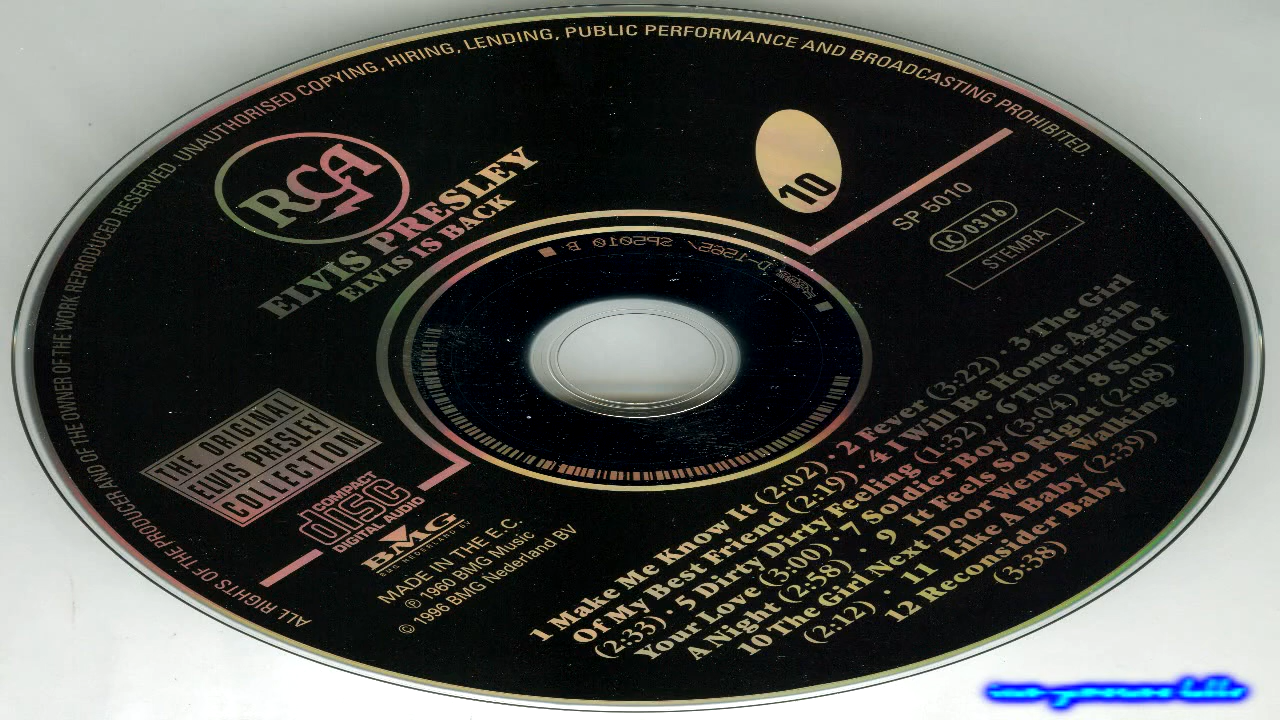 ALL RIGHTS OF THE PRODUCER AND OF THE OWNER OF THE WORK REPRODUCED RESERVED. UNAUTHORISED COPYING, HIRING, LENDING, PUBLIC PERFORMANCE AND BROADCASTING PROHIBITED.
RCA
ELVIS PRESLEY
ELVIS IS BACK
10
SP 5010
LC 0316
STEMRA
SP5010 B
THE ORIGINAL
ELVIS PRESLEY
COLLECTION
COMPACT
disc
DIGITAL AUDIO
BMG
BMG NEDERLAND BV
MADE IN THE E.C.
℗ 1960 BMG Music
© 1996 BMG Nederland BV
1 Make Me Know It (2:02) · 2 Fever (3:22) · 3 The Girl
Of My Best Friend (2:19) · 4 I Will Be Home Again
(2:33) · 5 Dirty Dirty Feeling (1:32) · 6 The Thrill Of
Your Love (3:00) · 7 Soldier Boy (3:04) · 8 Such
A Night (2:58) · 9 It Feels So Right (2:08)
10 The Girl Next Door Went A Walking
(2:12) · 11 Like A Baby (2:39)
12 Reconsider Baby
(3:38)